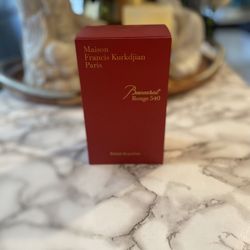 Maison
Francis Kurkdjian
Paris
Baccarat
Rouge 540